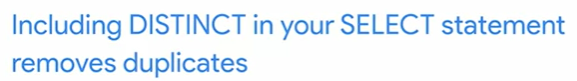 Including DISTINCT in your SELECT statement
removes duplicates